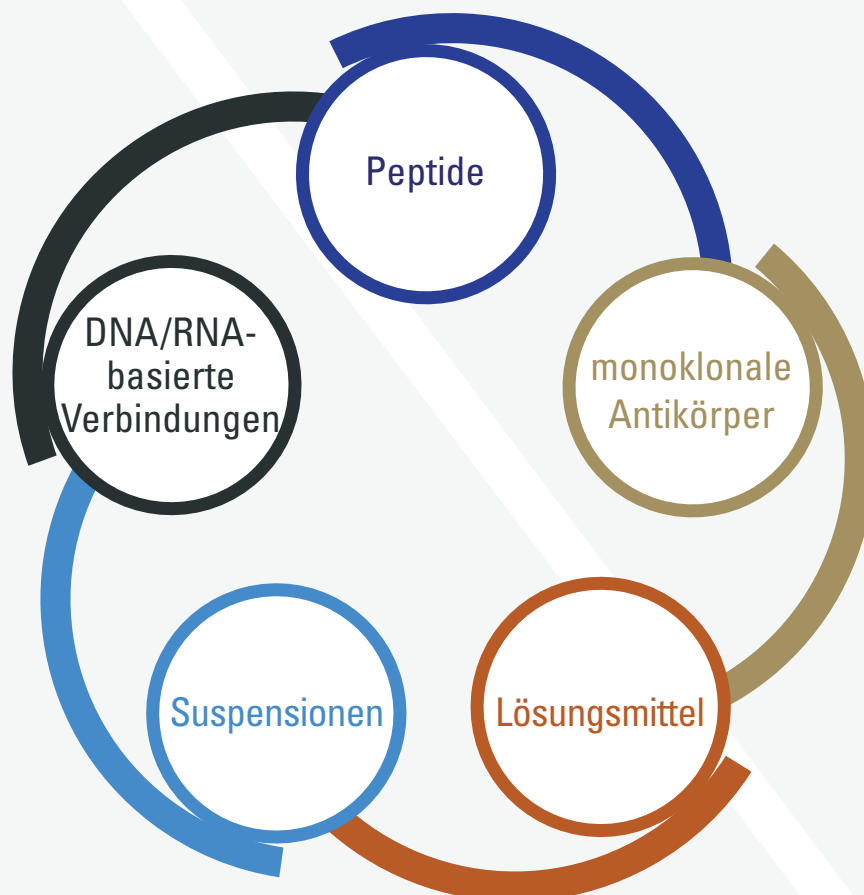 Peptide
monoklonale
Antikörper
Lösungsmittel
Suspensionen
DNA/RNA-
basierte
Verbindungen